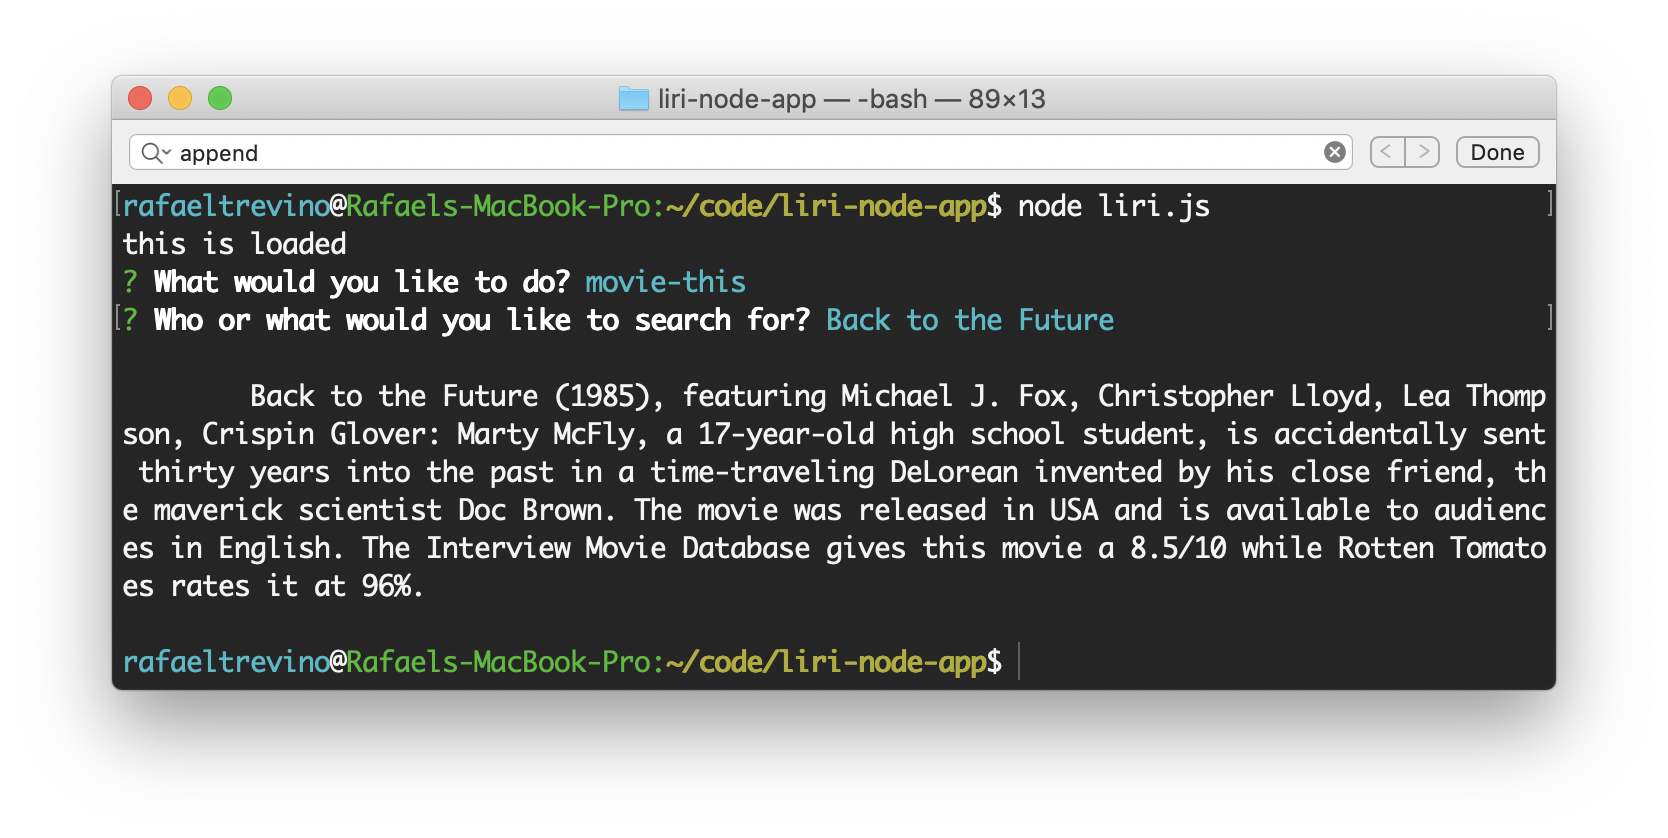 liri-node-app — -bash — 89×13
append
Done
[rafaeltrevino@Rafaels-MacBook-Pro:~/code/liri-node-app$ node liri.js ]
this is loaded
? What would you like to do? movie-this
[? Who or what would you like to search for? Back to the Future ]
Back to the Future (1985), featuring Michael J. Fox, Christopher Lloyd, Lea Thomp
son, Crispin Glover: Marty McFly, a 17-year-old high school student, is accidentally sent
thirty years into the past in a time-traveling DeLorean invented by his close friend, th
e maverick scientist Doc Brown. The movie was released in USA and is available to audienc
es in English. The Interview Movie Database gives this movie a 8.5/10 while Rotten Tomato
es rates it at 96%.
rafaeltrevino@Rafaels-MacBook-Pro:~/code/liri-node-app$